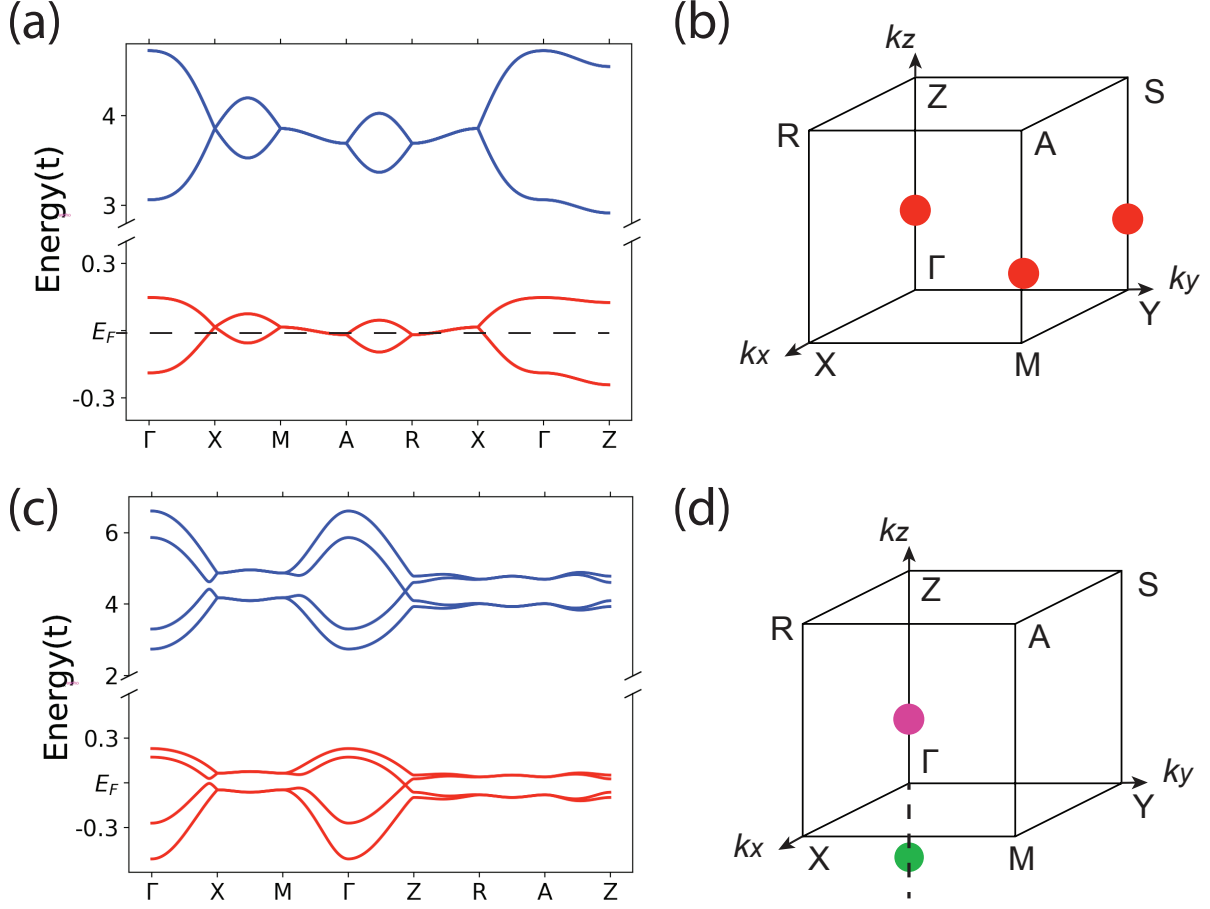 (a)
Energy(t)
4
3
0.3
E_F
-0.3
Γ X M A R X Γ Z
(b)
kz
Z
S
R
A
Γ
ky
Y
kx
X
M
(c)
Energy(t)
6
4
2
0.3
E_F
-0.3
Γ X M Γ Z R A Z
(d)
kz
Z
S
R
A
Γ
ky
Y
kx
X
M